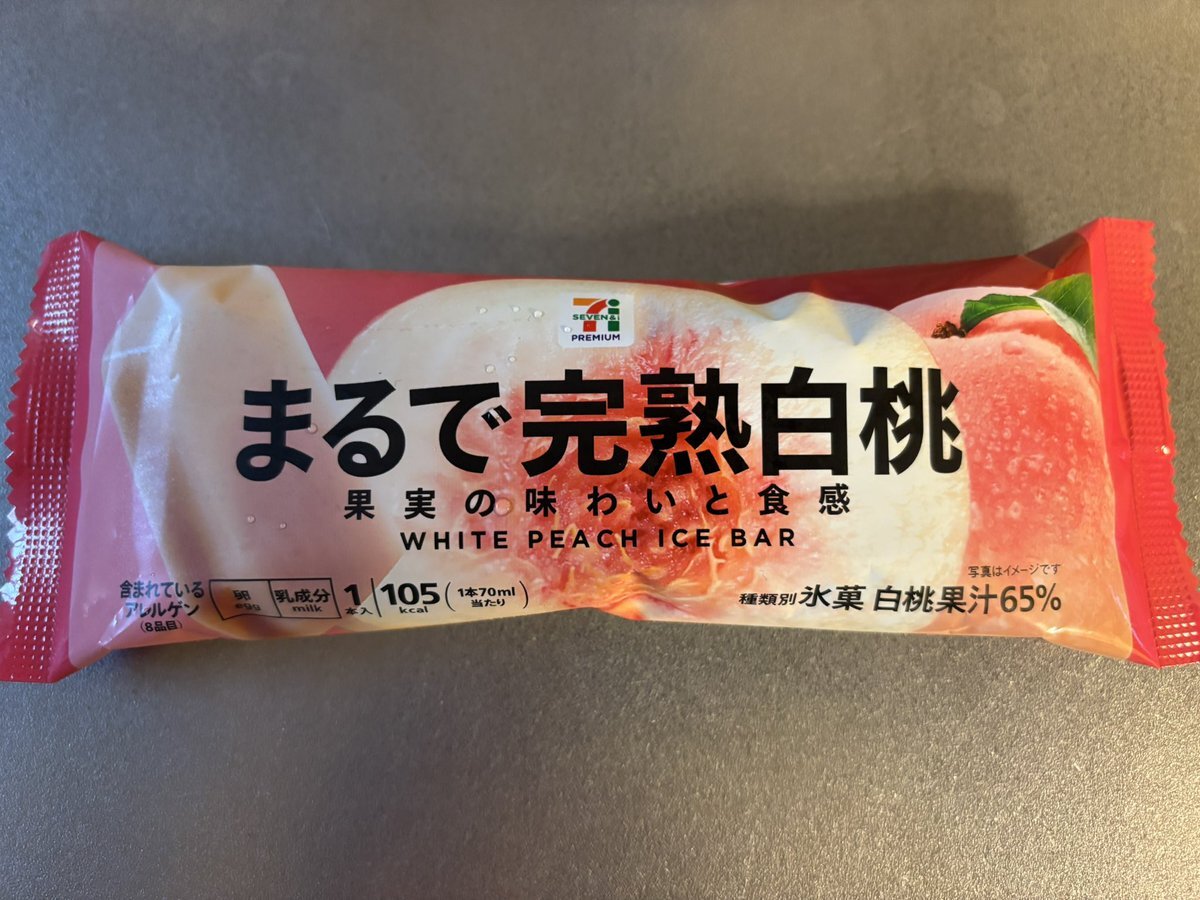 SEVEN&i
PREMIUM
まるで完熟白桃
果実の味わいと食感
WHITE PEACH ICE BAR
写真はイメージです
含まれている
アレルゲン
(8品目)
卵
egg
乳成分
milk
1
本入
105
kcal
(1本70ml
当たり)
種類別 氷菓 白桃果汁65%